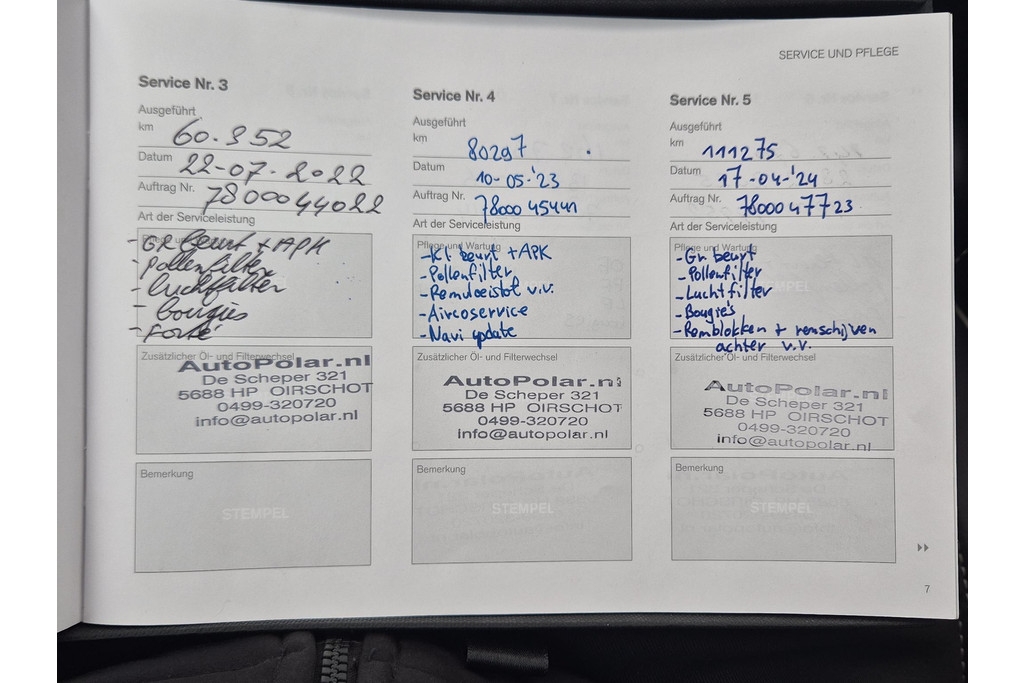 SERVICE UND PFLEGE
Service Nr. 3
Ausgeführt
km 60.352
Datum 22-07-2022
Auftrag Nr. 7800044022
Art der Serviceleistung
- GR beurt + APK
- Pollenfilter
- Luchtfilter
- Bougies
- Forté
Zusätzlicher Öl- und Filterwechsel
AutoPolar.nl
De Scheper 321
5688 HP OIRSCHOT
0499-320720
info@autopolar.nl
Bemerkung
STEMPEL
Service Nr. 4
Ausgeführt
km 80297
Datum 10-05-'23
Auftrag Nr. 7800045441
Art der Serviceleistung
Pflege und Wartung
- Kl beurt + APK
- Pollenfilter
- Remvloeistof v.v.
- Aircoservice
- Navi update
Zusätzlicher Öl- und Filterwechsel
AutoPolar.nl
De Scheper 321
5688 HP OIRSCHOT
0499-320720
info@autopolar.nl
Bemerkung
STEMPEL
Service Nr. 5
Ausgeführt
km 111275
Datum 17-04-'24
Auftrag Nr. 7800047723
Art der Serviceleistung
Pflege und Wartung
- Gr beurt
- Pollenfilter
- Luchtfilter
- Bougie's
- Remblokken + remschijven
achter v.v.
Zusätzlicher Öl- und Filterwechsel
AutoPolar.nl
De Scheper 321
5688 HP OIRSCHOT
0499-320720
info@autopolar.nl
Bemerkung
STEMPEL
7